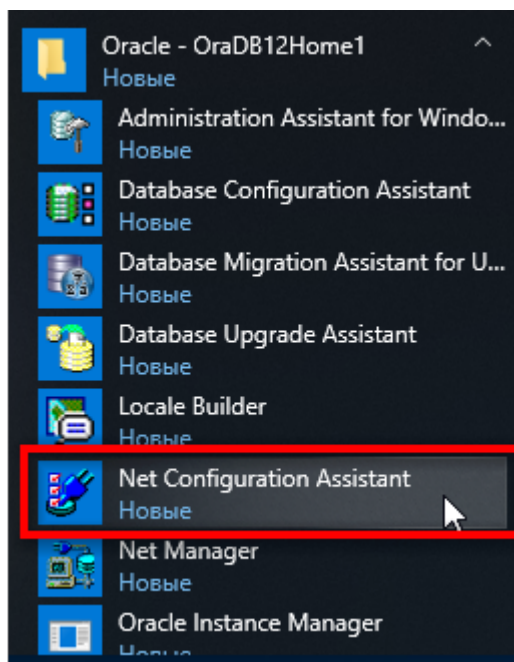 Oracle - OraDB12Home1
Новые
Administration Assistant for Windo...
Новые
Database Configuration Assistant
Новые
Database Migration Assistant for U...
Новые
Database Upgrade Assistant
Новые
Locale Builder
Новые
Net Configuration Assistant
Новые
Net Manager
Новые
Oracle Instance Manager
Новые